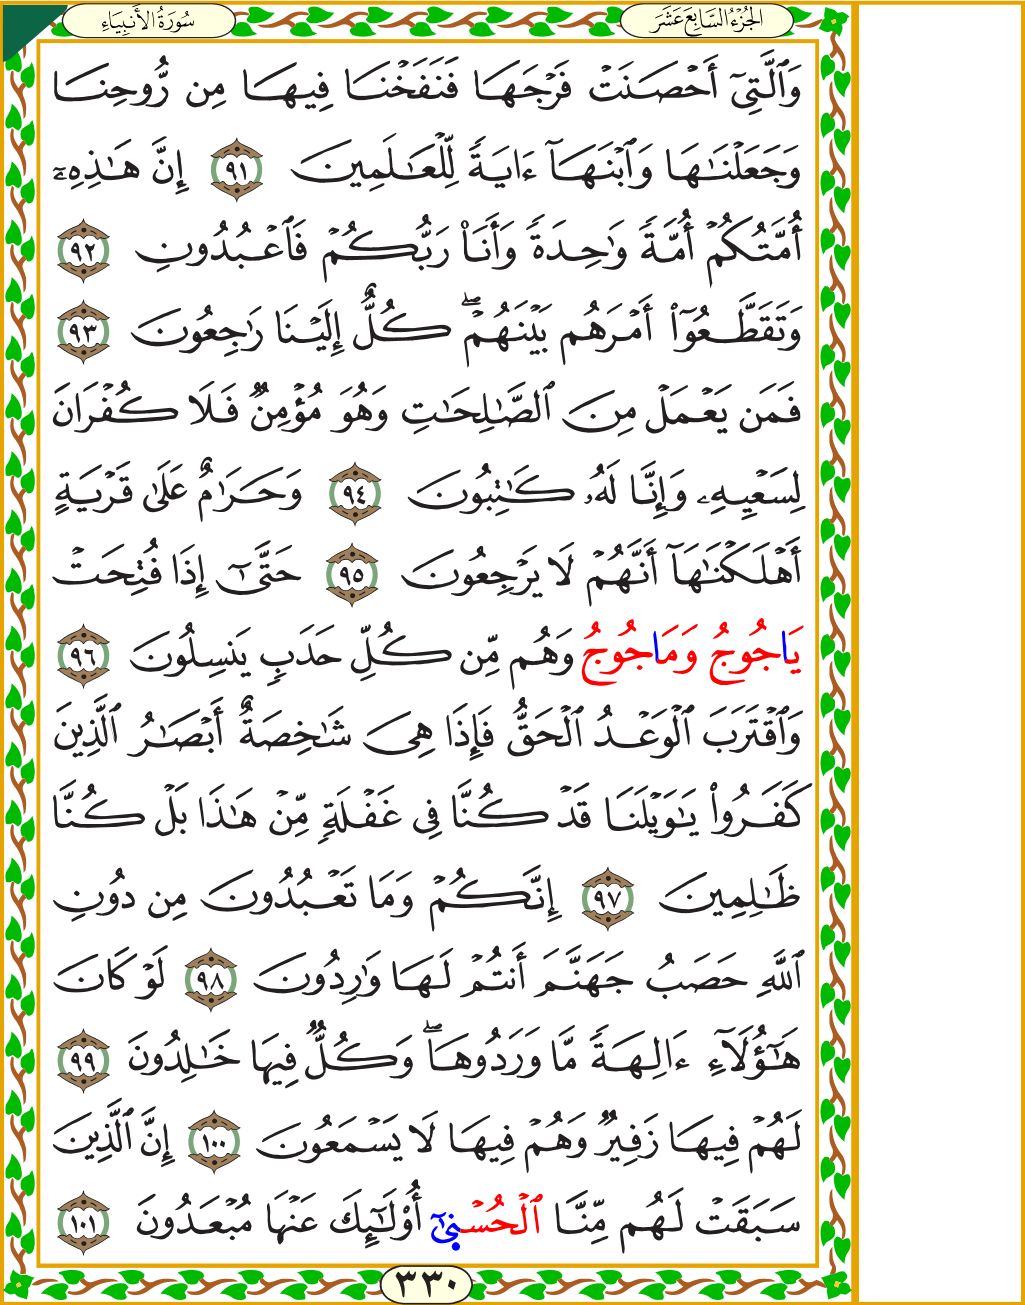 سُورَةُ الأَنبِيَاءِ
الجُزْءُ السَّابِعَ عَشَرَ
وَٱلَّتِىٓ أَحۡصَنَتۡ فَرۡجَهَا فَنَفَخۡنَا فِيهَا مِن رُّوحِنَا
وَجَعَلۡنَٰهَا وَٱبۡنَهَآ ءَايَةٗ لِّلۡعَٰلَمِينَ ٩١ إِنَّ هَٰذِهِۦٓ
أُمَّتُكُمۡ أُمَّةٗ وَٰحِدَةٗ وَأَنَا۠ رَبُّكُمۡ فَٱعۡبُدُونِ ٩٢
وَتَقَطَّعُوٓاْ أَمۡرَهُم بَيۡنَهُمۡۖ كُلٌّ إِلَيۡنَا رَٰجِعُونَ ٩٣
فَمَن يَعۡمَلۡ مِنَ ٱلصَّٰلِحَٰتِ وَهُوَ مُؤۡمِنٞ فَلَا كُفۡرَانَ
لِسَعۡيِهِۦ وَإِنَّا لَهُۥ كَٰتِبُونَ ٩٤ وَحَرَٰمٌ عَلَىٰ قَرۡيَةٍ
أَهۡلَكۡنَٰهَآ أَنَّهُمۡ لَا يَرۡجِعُونَ ٩٥ حَتَّىٰٓ إِذَا فُتِحَتۡ
يَاجُوجُ وَمَاجُوجُ وَهُم مِّن كُلِّ حَدَبٖ يَنسِلُونَ ٩٦
وَٱقۡتَرَبَ ٱلۡوَعۡدُ ٱلۡحَقُّ فَإِذَا هِىَ شَٰخِصَةٌ أَبۡصَٰرُ ٱلَّذِينَ
كَفَرُواْ يَٰوَيۡلَنَا قَدۡ كُنَّا فِى غَفۡلَةٖ مِّنۡ هَٰذَا بَلۡ كُنَّا
ظَٰلِمِينَ ٩٧ إِنَّكُمۡ وَمَا تَعۡبُدُونَ مِن دُونِ
ٱللَّهِ حَصَبُ جَهَنَّمَ أَنتُمۡ لَهَا وَٰرِدُونَ ٩٨ لَوۡ كَانَ
هَٰٓؤُلَآءِ ءَالِهَةٗ مَّا وَرَدُوهَاۖ وَكُلٌّ فِيهَا خَٰلِدُونَ ٩٩
لَهُمۡ فِيهَا زَفِيرٞ وَهُمۡ فِيهَا لَا يَسۡمَعُونَ ١٠٠ إِنَّ ٱلَّذِينَ
سَبَقَتۡ لَهُم مِّنَّا ٱلۡحُسۡنىٰٓ أُوْلَٰٓئِكَ عَنۡهَا مُبۡعَدُونَ ١٠١
٣٣٠